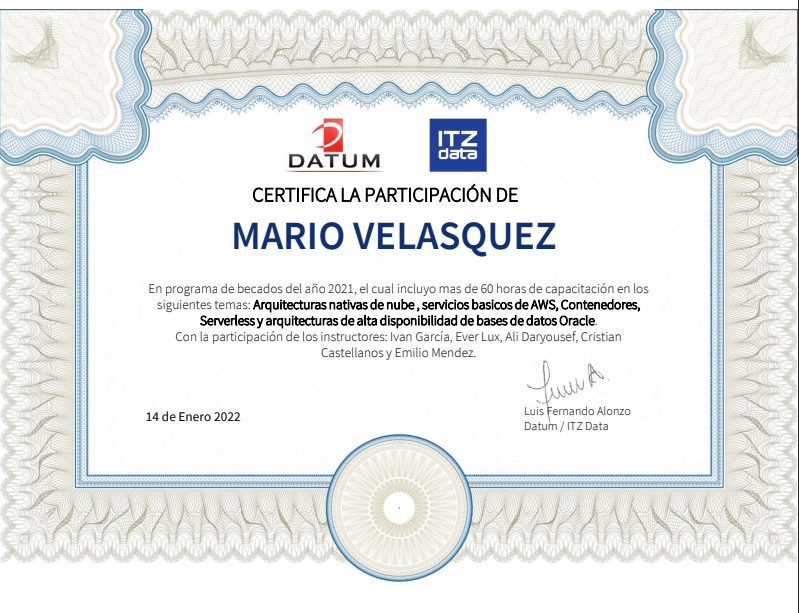 DATUM
ITZ
data
CERTIFICA LA PARTICIPACIÓN DE
MARIO VELASQUEZ
En programa de becados del año 2021, el cual incluyo mas de 60 horas de capacitación en los
siguientes temas: Arquitecturas nativas de nube , servicios basicos de AWS, Contenedores,
Serverless y arquitecturas de alta disponibilidad de bases de datos Oracle.
Con la participación de los instructores: Ivan García, Ever Lux, Ali Daryousef, Cristian
Castellanos y Emilio Mendez.
14 de Enero 2022
Luis Fernando Alonzo
Datum / ITZ Data